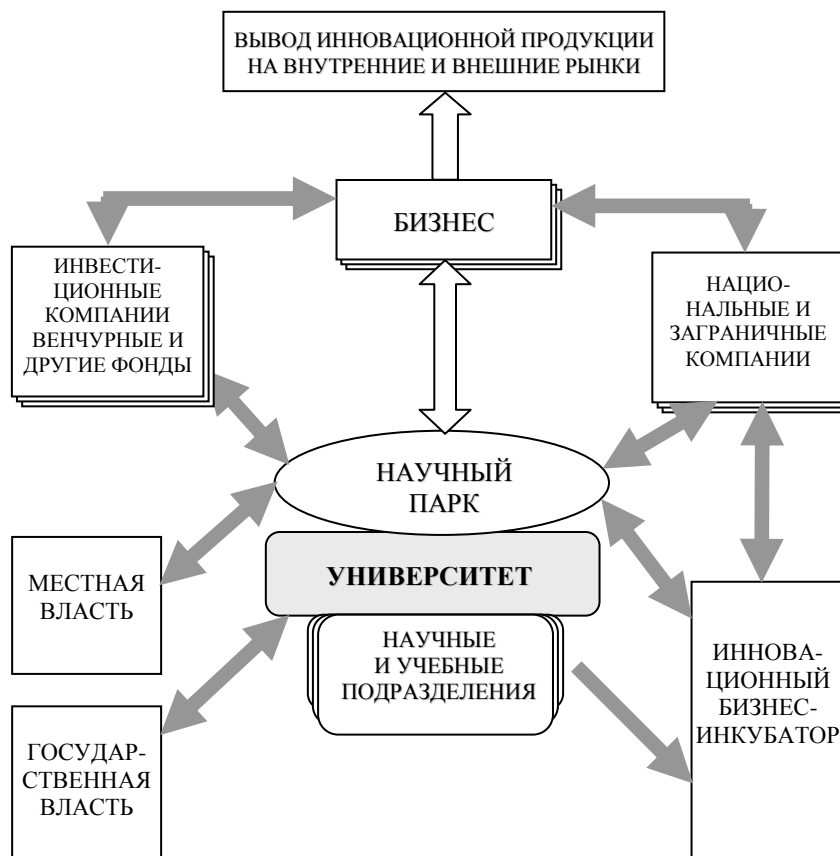 ВЫВОД ИННОВАЦИОННОЙ ПРОДУКЦИИ
НА ВНУТРЕННИЕ И ВНЕШНИЕ РЫНКИ
БИЗНЕС
ИНВЕСТИ-
ЦИОННЫЕ
КОМПАНИИ
ВЕНЧУРНЫЕ И
ДРУГИЕ ФОНДЫ
НАЦИО-
НАЛЬНЫЕ И
ЗАГРАНИЧНЫЕ
КОМПАНИИ
НАУЧНЫЙ
ПАРК
МЕСТНАЯ
ВЛАСТЬ
УНИВЕРСИТЕТ
НАУЧНЫЕ
И УЧЕБНЫЕ
ПОДРАЗДЕЛЕНИЯ
ИННОВА-
ЦИОННЫЙ
БИЗНЕС-
ИНКУБАТОР
ГОСУДАР-
СТВЕННАЯ
ВЛАСТЬ